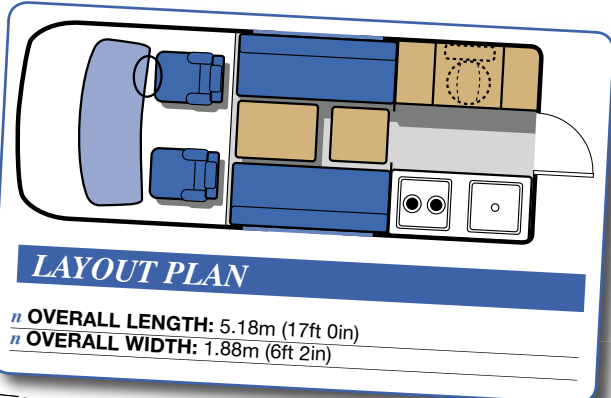 LAYOUT PLAN
n OVERALL LENGTH: 5.18m (17ft 0in)
n OVERALL WIDTH: 1.88m (6ft 2in)